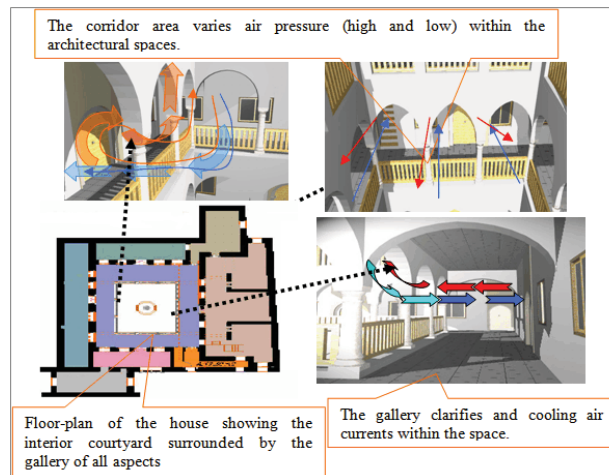 The corridor area varies air pressure (high and low) within the
architectural spaces.
Floor-plan of the house showing the
interior courtyard surrounded by the
gallery of all aspects
The gallery clarifies and cooling air
currents within the space.